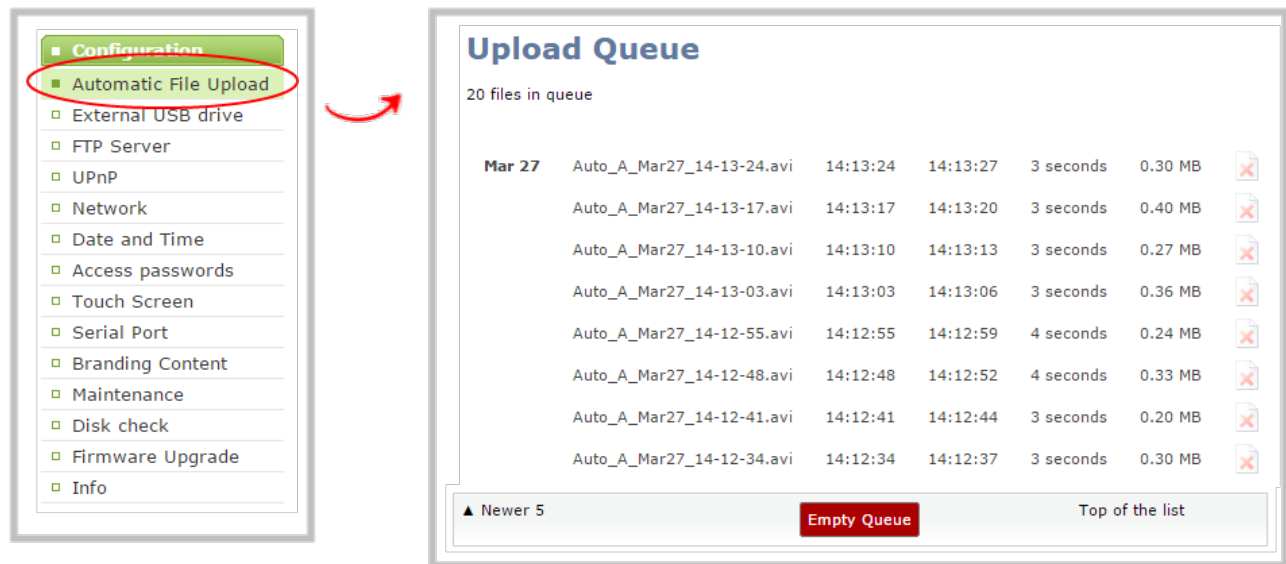 Configuration
Automatic File Upload
External USB drive
FTP Server
UPnP
Network
Date and Time
Access passwords
Touch Screen
Serial Port
Branding Content
Maintenance
Disk check
Firmware Upgrade
Info
Upload Queue
20 files in queue
Mar 27 Auto_A_Mar27_14-13-24.avi 14:13:24 14:13:27 3 seconds 0.30 MB
Auto_A_Mar27_14-13-17.avi 14:13:17 14:13:20 3 seconds 0.40 MB
Auto_A_Mar27_14-13-10.avi 14:13:10 14:13:13 3 seconds 0.27 MB
Auto_A_Mar27_14-13-03.avi 14:13:03 14:13:06 3 seconds 0.36 MB
Auto_A_Mar27_14-12-55.avi 14:12:55 14:12:59 4 seconds 0.24 MB
Auto_A_Mar27_14-12-48.avi 14:12:48 14:12:52 4 seconds 0.33 MB
Auto_A_Mar27_14-12-41.avi 14:12:41 14:12:44 3 seconds 0.20 MB
Auto_A_Mar27_14-12-34.avi 14:12:34 14:12:37 3 seconds 0.30 MB
▲ Newer 5 Empty Queue Top of the list